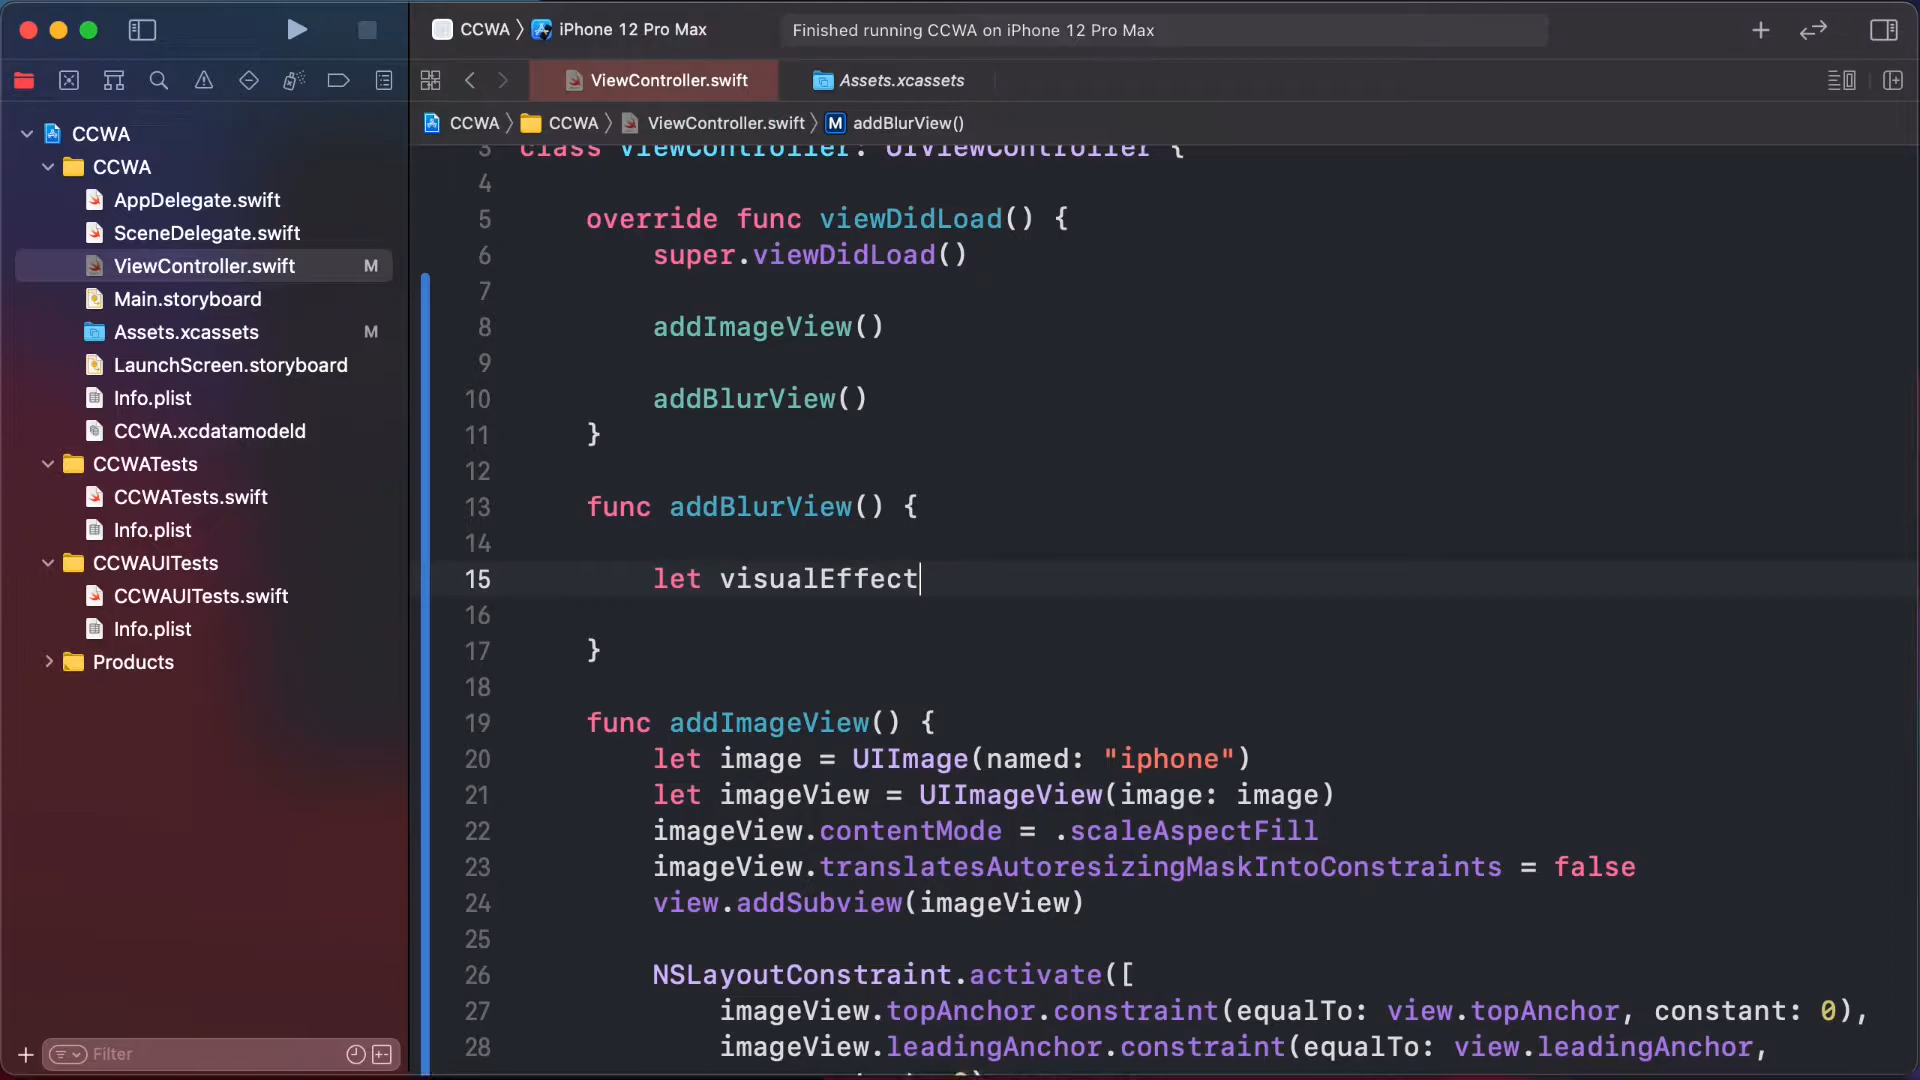 CCWA 〉 iPhone 12 Pro Max
Finished running CCWA on iPhone 12 Pro Max
ViewController.swift
Assets.xcassets
CCWA 〉 CCWA 〉 ViewController.swift 〉 M addBlurView()
CCWA
CCWA
AppDelegate.swift
SceneDelegate.swift
ViewController.swift M
Main.storyboard
Assets.xcassets M
LaunchScreen.storyboard
Info.plist
CCWA.xcdatamodeld
CCWATests
CCWATests.swift
Info.plist
CCWAUITests
CCWAUITests.swift
Info.plist
Products
Filter
3 class ViewController: UIViewController {
4
5 override func viewDidLoad() {
6 super.viewDidLoad()
7
8 addImageView()
9
10 addBlurView()
11 }
12
13 func addBlurView() {
14
15 let visualEffect
16
17 }
18
19 func addImageView() {
20 let image = UIImage(named: "iphone")
21 let imageView = UIImageView(image: image)
22 imageView.contentMode = .scaleAspectFill
23 imageView.translatesAutoresizingMaskIntoConstraints = false
24 view.addSubview(imageView)
25
26 NSLayoutConstraint.activate([
27 imageView.topAnchor.constraint(equalTo: view.topAnchor, constant: 0),
28 imageView.leadingAnchor.constraint(equalTo: view.leadingAnchor,